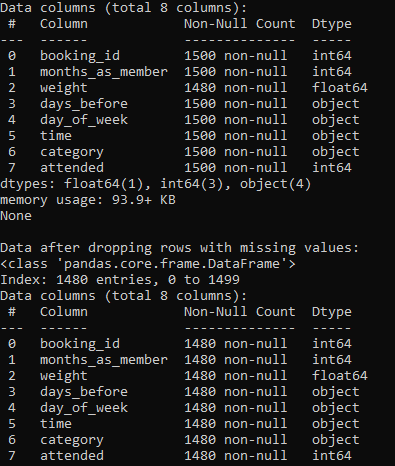 Data columns (total 8 columns):
 #   Column            Non-Null Count  Dtype
---  ------            --------------  -----
 0   booking_id        1500 non-null   int64
 1   months_as_member  1500 non-null   int64
 2   weight            1480 non-null   float64
 3   days_before       1500 non-null   object
 4   day_of_week       1500 non-null   object
 5   time              1500 non-null   object
 6   category          1500 non-null   object
 7   attended          1500 non-null   int64
dtypes: float64(1), int64(3), object(4)
memory usage: 93.9+ KB
None

Data after dropping rows with missing values:
<class 'pandas.core.frame.DataFrame'>
Index: 1480 entries, 0 to 1499
Data columns (total 8 columns):
 #   Column            Non-Null Count  Dtype
---  ------            --------------  -----
 0   booking_id        1480 non-null   int64
 1   months_as_member  1480 non-null   int64
 2   weight            1480 non-null   float64
 3   days_before       1480 non-null   object
 4   day_of_week       1480 non-null   object
 5   time              1480 non-null   object
 6   category          1480 non-null   object
 7   attended          1480 non-null   int64